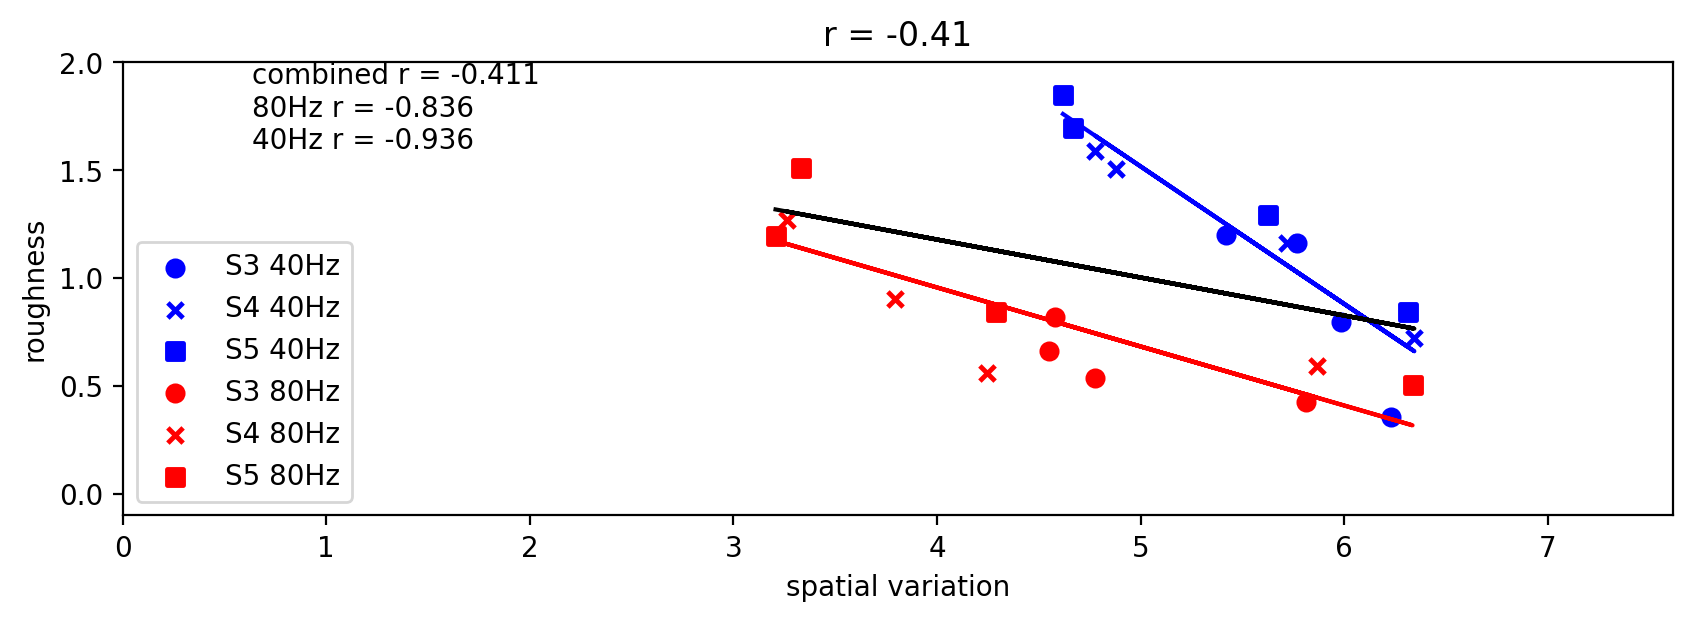 r = -0.41
combined r = -0.411
80Hz r = -0.836
40Hz r = -0.936
2.0
1.5
1.0
0.5
0.0
roughness
S3 40Hz
S4 40Hz
S5 40Hz
S3 80Hz
S4 80Hz
S5 80Hz
0 1 2 3 4 5 6 7
spatial variation